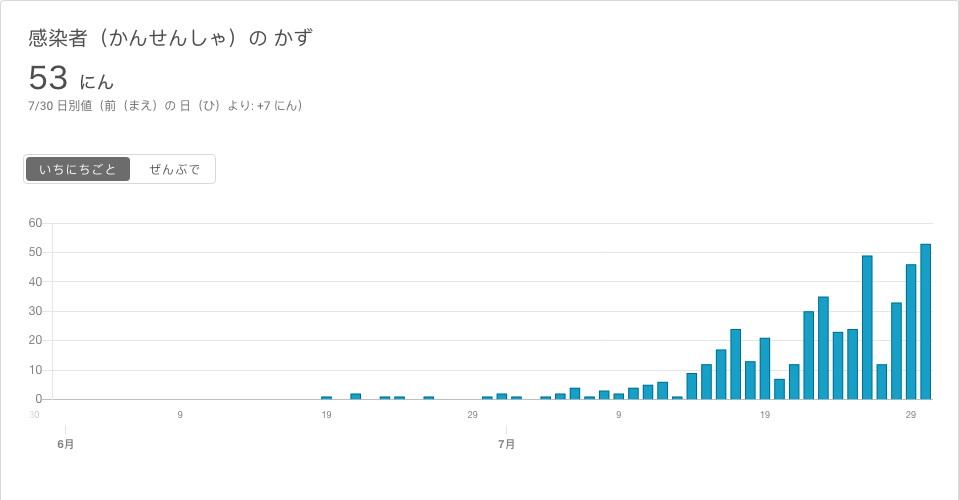 感染者（かんせんしゃ）の かず
53 にん
7/30 日別値（前（まえ）の 日（ひ）より: +7 にん）
いちにちごと ぜんぶで
60
50
40
30
20
10
0
30 9 19 29 9 19 29
6月 7月